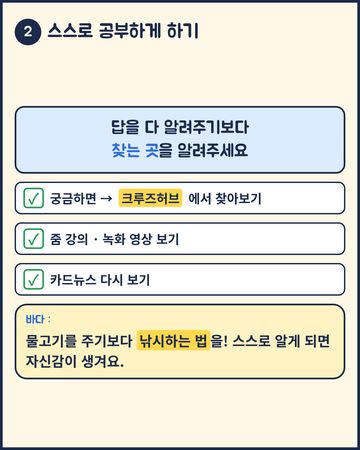 2 스스로 공부하게 하기
답을 다 알려주기보다
찾는 곳을 알려주세요
궁금하면 → 크루즈허브 에서 찾아보기
줌 강의 · 녹화 영상 보기
카드뉴스 다시 보기
바다 :
물고기를 주기보다 낚시하는 법을! 스스로 알게 되면
자신감이 생겨요.